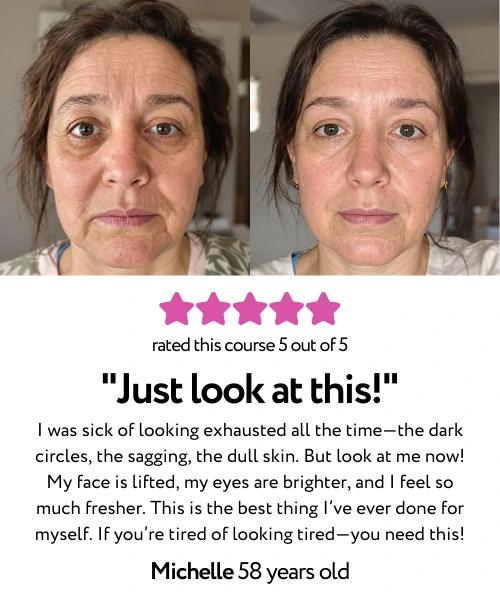 rated this course 5 out of 5
"Just look at this!"
I was sick of looking exhausted all the time—the dark
circles, the sagging, the dull skin. But look at me now!
My face is lifted, my eyes are brighter, and I feel so
much fresher. This is the best thing I’ve ever done for
myself. If you’re tired of looking tired—you need this!
Michelle 58 years old